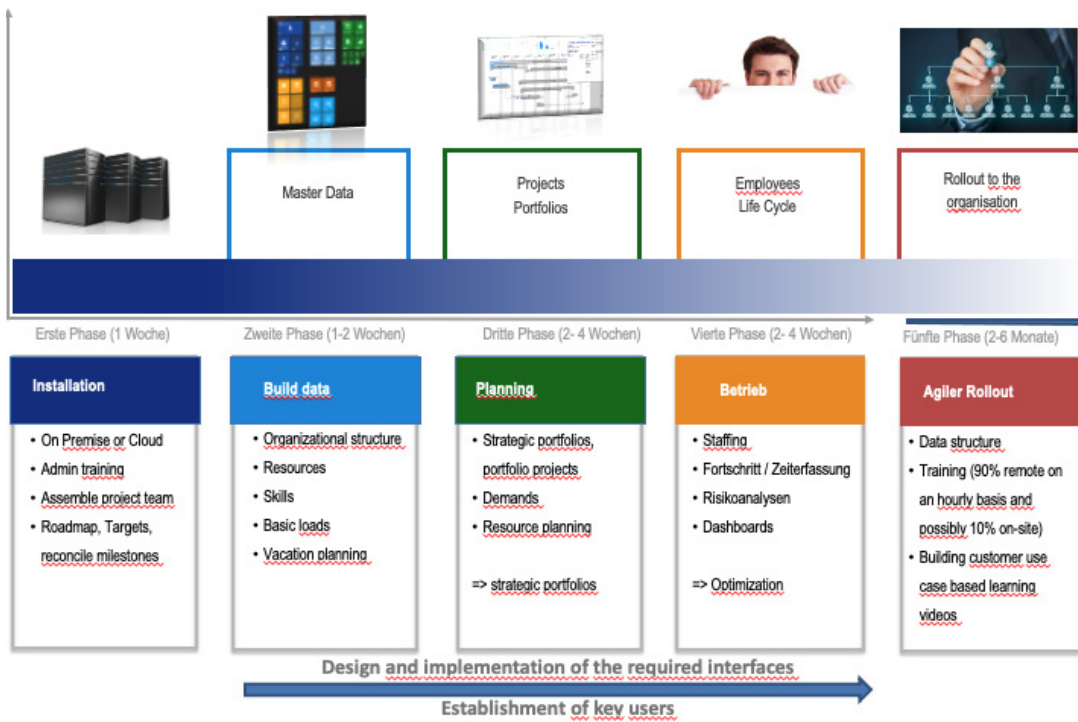 Master Data
Projects
Portfolios
Employees
Life Cycle
Rollout to the
organisation
Erste Phase (1 Woche)
Zweite Phase (1-2 Wochen)
Dritte Phase (2- 4 Wochen)
Vierte Phase (2- 4 Wochen)
Fünfte Phase (2-6 Monate)
Installation
• On Premise or Cloud
• Admin training
• Assemble project team
• Roadmap, Targets,
reconcile milestones
Build data
• Organizational structure
• Resources
• Skills
• Basic loads
• Vacation planning
Planning
• Strategic portfolios,
portfolio projects
• Demands
• Resource planning
=> strategic portfolios
Betrieb
• Staffing
• Fortschritt / Zeiterfassung
• Risikoanalysen
• Dashboards
=> Optimization
Agiler Rollout
• Data structure
• Training (90% remote on
an hourly basis and
possibly 10% on-site)
• Building customer use
case based learning
videos
Design and implementation of the required interfaces
Establishment of key users